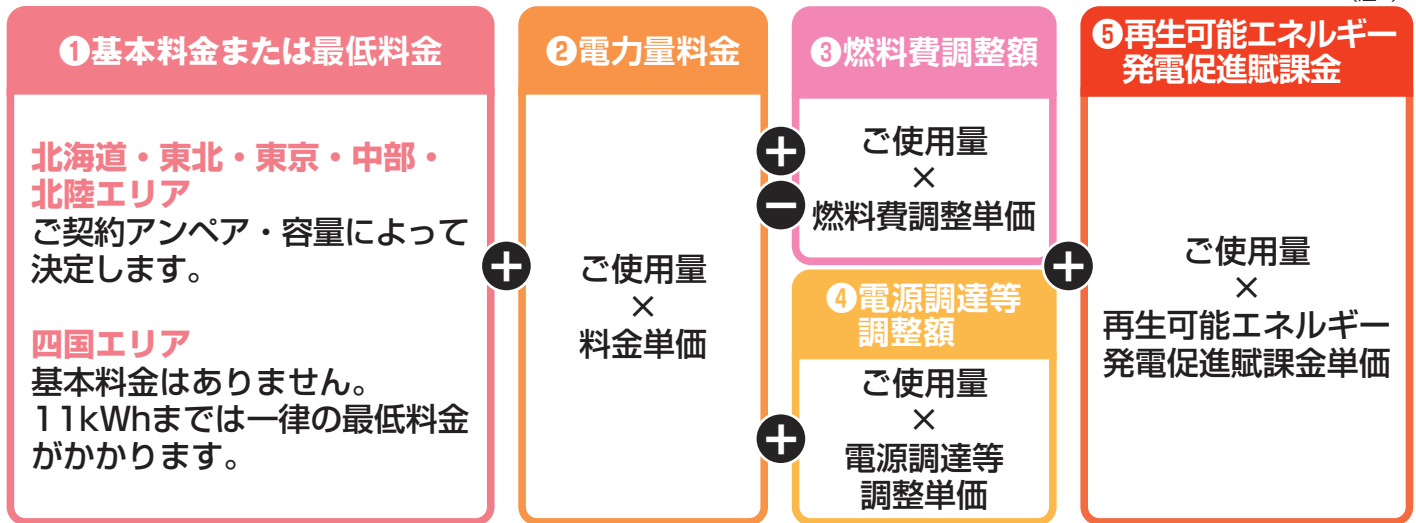 ❶基本料金または最低料金
北海道・東北・東京・中部・
北陸エリア
ご契約アンペア・容量によって
決定します。
四国エリア
基本料金はありません。
11kWhまでは一律の最低料金
がかかります。
+
❷電力量料金
ご使用量
×
料金単価
+
−
❸燃料費調整額
ご使用量
×
燃料費調整単価
+
❹電源調達等
調整額
ご使用量
×
電源調達等
調整単価
+
❺再生可能エネルギー
発電促進賦課金
ご使用量
×
再生可能エネルギー
発電促進賦課金単価